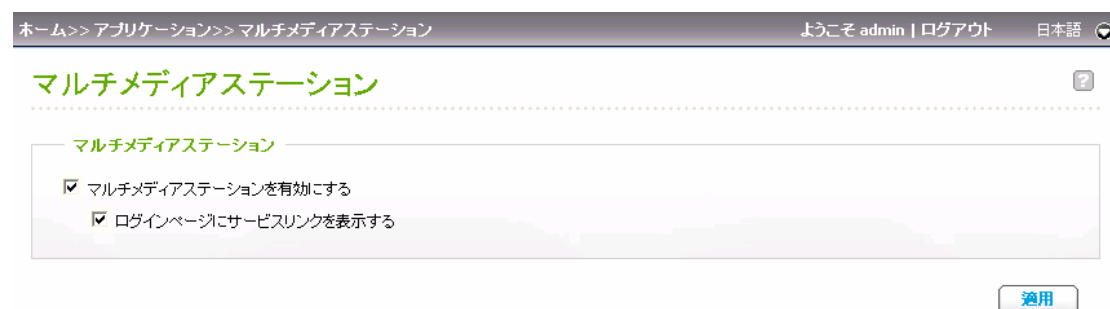 ホーム>> アプリケーション>> マルチメディアステーション
ようこそ admin | ログアウト
日本語
マルチメディアステーション
?
マルチメディアステーション
マルチメディアステーションを有効にする
ログインページにサービスリンクを表示する
適用